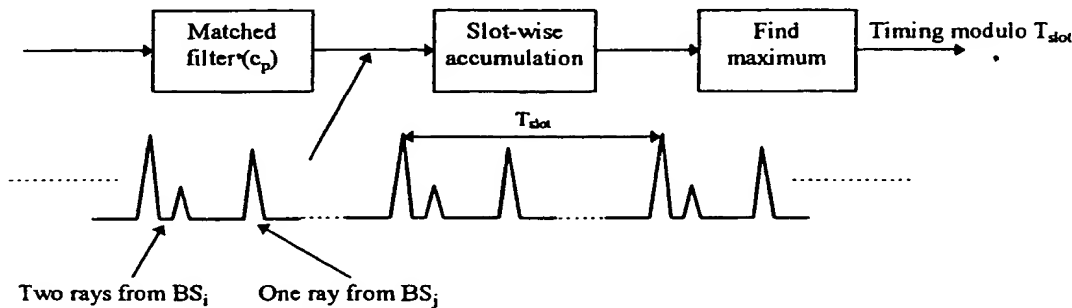 Matched
filter (c_p)
Slot-wise
accumulation
Find
maximum
Timing modulo T_slot
T_slot
Two rays from BS_i
One ray from BS_j